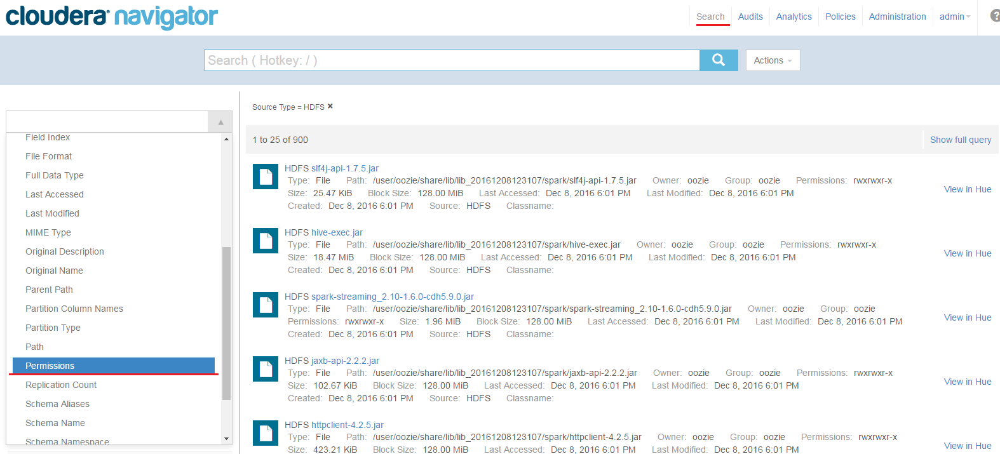 cloudera navigator
Search Audits Analytics Policies Administration admin ?
Search ( Hotkey: / )
Actions
Source Type = HDFS ×
Field Index
File Format
Full Data Type
Last Accessed
Last Modified
MIME Type
Original Description
Original Name
Parent Path
Partition Column Names
Partition Type
Path
Permissions
Replication Count
Schema Aliases
Schema Name
Schema Namespace
1 to 25 of 900 Show full query
HDFS slf4j-api-1.7.5.jar
Type: File Path: /user/oozie/share/lib/lib_20161208123107/spark/slf4j-api-1.7.5.jar Owner: oozie Group: oozie Permissions: rwxrwxr-x
Size: 25.47 KiB Block Size: 128.00 MiB Last Accessed: Dec 8, 2016 6:01 PM Last Modified: Dec 8, 2016 6:01 PM
Created: Dec 8, 2016 6:01 PM Source: HDFS Classname:
View in Hue
HDFS hive-exec.jar
Type: File Path: /user/oozie/share/lib/lib_20161208123107/spark/hive-exec.jar Owner: oozie Group: oozie Permissions: rwxrwxr-x
Size: 18.47 MiB Block Size: 128.00 MiB Last Accessed: Dec 8, 2016 6:01 PM Last Modified: Dec 8, 2016 6:01 PM
Created: Dec 8, 2016 6:01 PM Source: HDFS Classname:
View in Hue
HDFS spark-streaming_2.10-1.6.0-cdh5.9.0.jar
Type: File Path: /user/oozie/share/lib/lib_20161208123107/spark/spark-streaming_2.10-1.6.0-cdh5.9.0.jar Owner: oozie Group: oozie
Permissions: rwxrwxr-x Size: 1.96 MiB Block Size: 128.00 MiB Last Accessed: Dec 8, 2016 6:01 PM Last Modified: Dec 8, 2016 6:01 PM
Created: Dec 8, 2016 6:01 PM Source: HDFS Classname:
View in Hue
HDFS jaxb-api-2.2.2.jar
Type: File Path: /user/oozie/share/lib/lib_20161208123107/spark/jaxb-api-2.2.2.jar Owner: oozie Group: oozie Permissions: rwxrwxr-x
Size: 102.67 KiB Block Size: 128.00 MiB Last Accessed: Dec 8, 2016 6:01 PM Last Modified: Dec 8, 2016 6:01 PM
Created: Dec 8, 2016 6:01 PM Source: HDFS Classname:
View in Hue
HDFS httpclient-4.2.5.jar
Type: File Path: /user/oozie/share/lib/lib_20161208123107/spark/httpclient-4.2.5.jar Owner: oozie Group: oozie Permissions: rwxrwxr-x
Size: 423.21 KiB Block Size: 128.00 MiB Last Accessed: Dec 8, 2016 6:01 PM Last Modified: Dec 8, 2016 6:01 PM
View in Hue